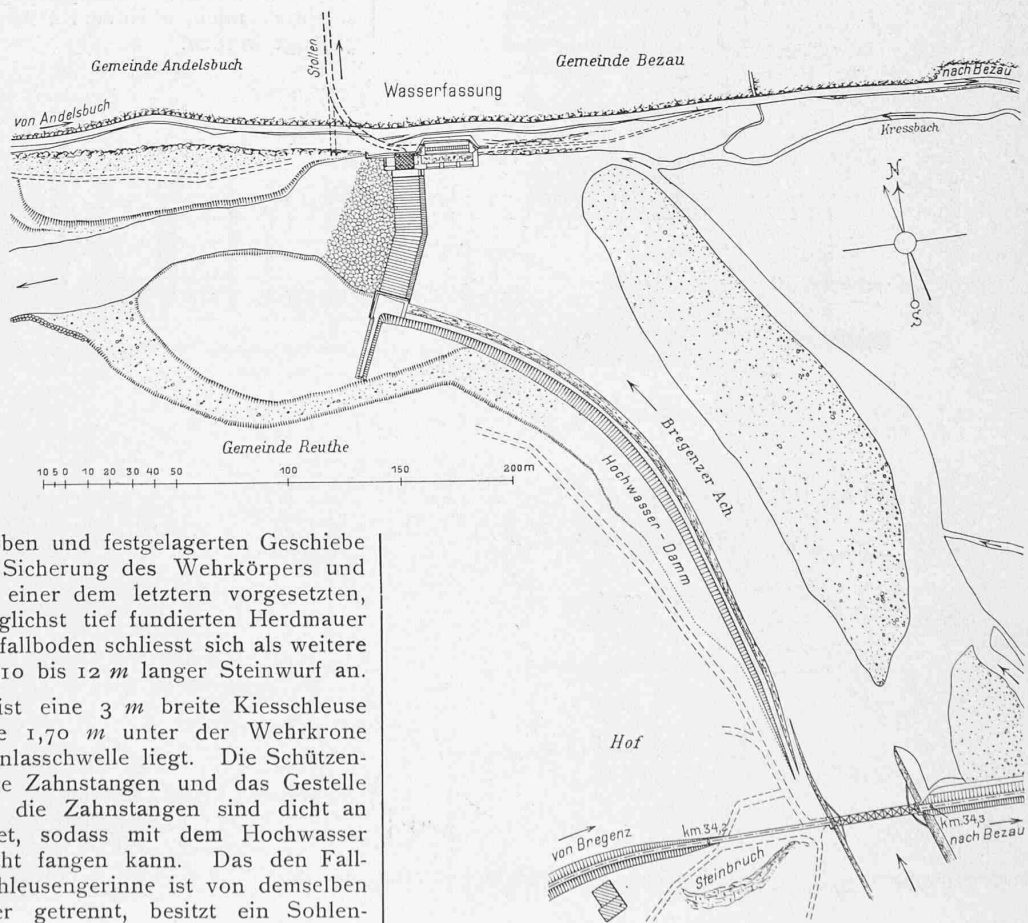 Gemeinde Andelsbuch
Stollen
Gemeinde Bezau
nach Bezau
von Andelsbuch
Wasserfassung
Kressbach
N
S
Bregenzer Ach
Hochwasser-Damm
Gemeinde Reuthe
10 5 0 10 20 30 40 50 100 150 200 m
Hof
von Bregenz
km. 34,2
km. 34,3
nach Bezau
Steinbruch
ben und festgelagerten Geschiebe
Sicherung des Wehrkörpers und
einer dem letztern vorgesetzten,
glichst tief fundierten Herdmauer
fallboden schliesst sich als weitere
10 bis 12 m langer Steinwurf an.
ist eine 3 m breite Kiesschleuse
e 1,70 m unter der Wehrkrone
nlasschwelle liegt. Die Schützen-
e Zahnstangen und das Gestelle
die Zahnstangen sind dicht an
et, sodass mit dem Hochwasser
cht fangen kann. Das den Fall-
hleusengerinne ist von demselben
er getrennt, besitzt ein Sohlen-